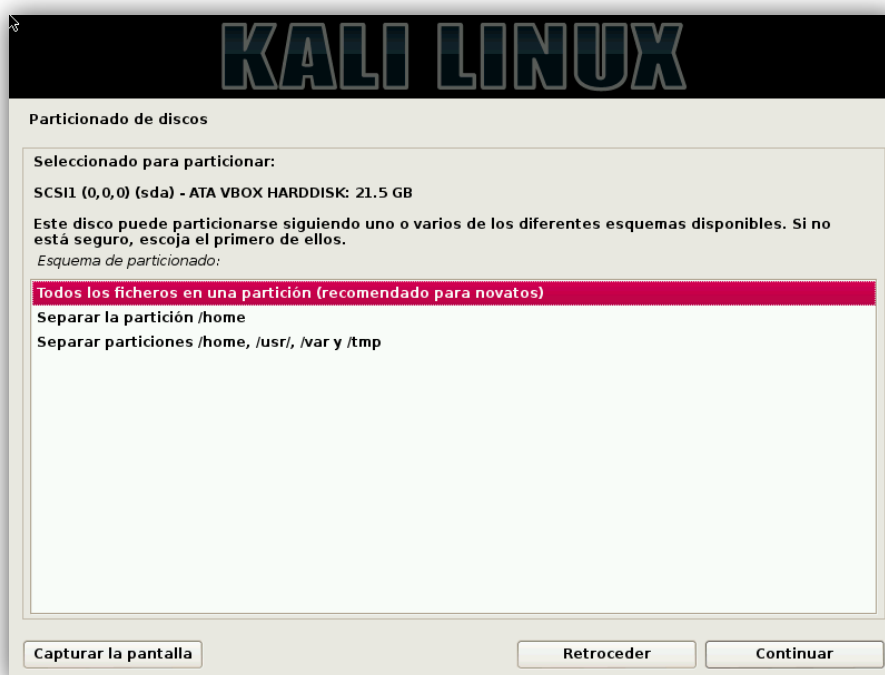 KALI LINUX
Particionado de discos
Seleccionado para particionar:
SCSI1 (0,0,0) (sda) - ATA VBOX HARDDISK: 21.5 GB
Este disco puede particionarse siguiendo uno o varios de los diferentes esquemas disponibles. Si no
está seguro, escoja el primero de ellos.
Esquema de particionado:
Todos los ficheros en una partición (recomendado para novatos)
Separar la partición /home
Separar particiones /home, /usr/, /var y /tmp
Capturar la pantalla
Retroceder
Continuar